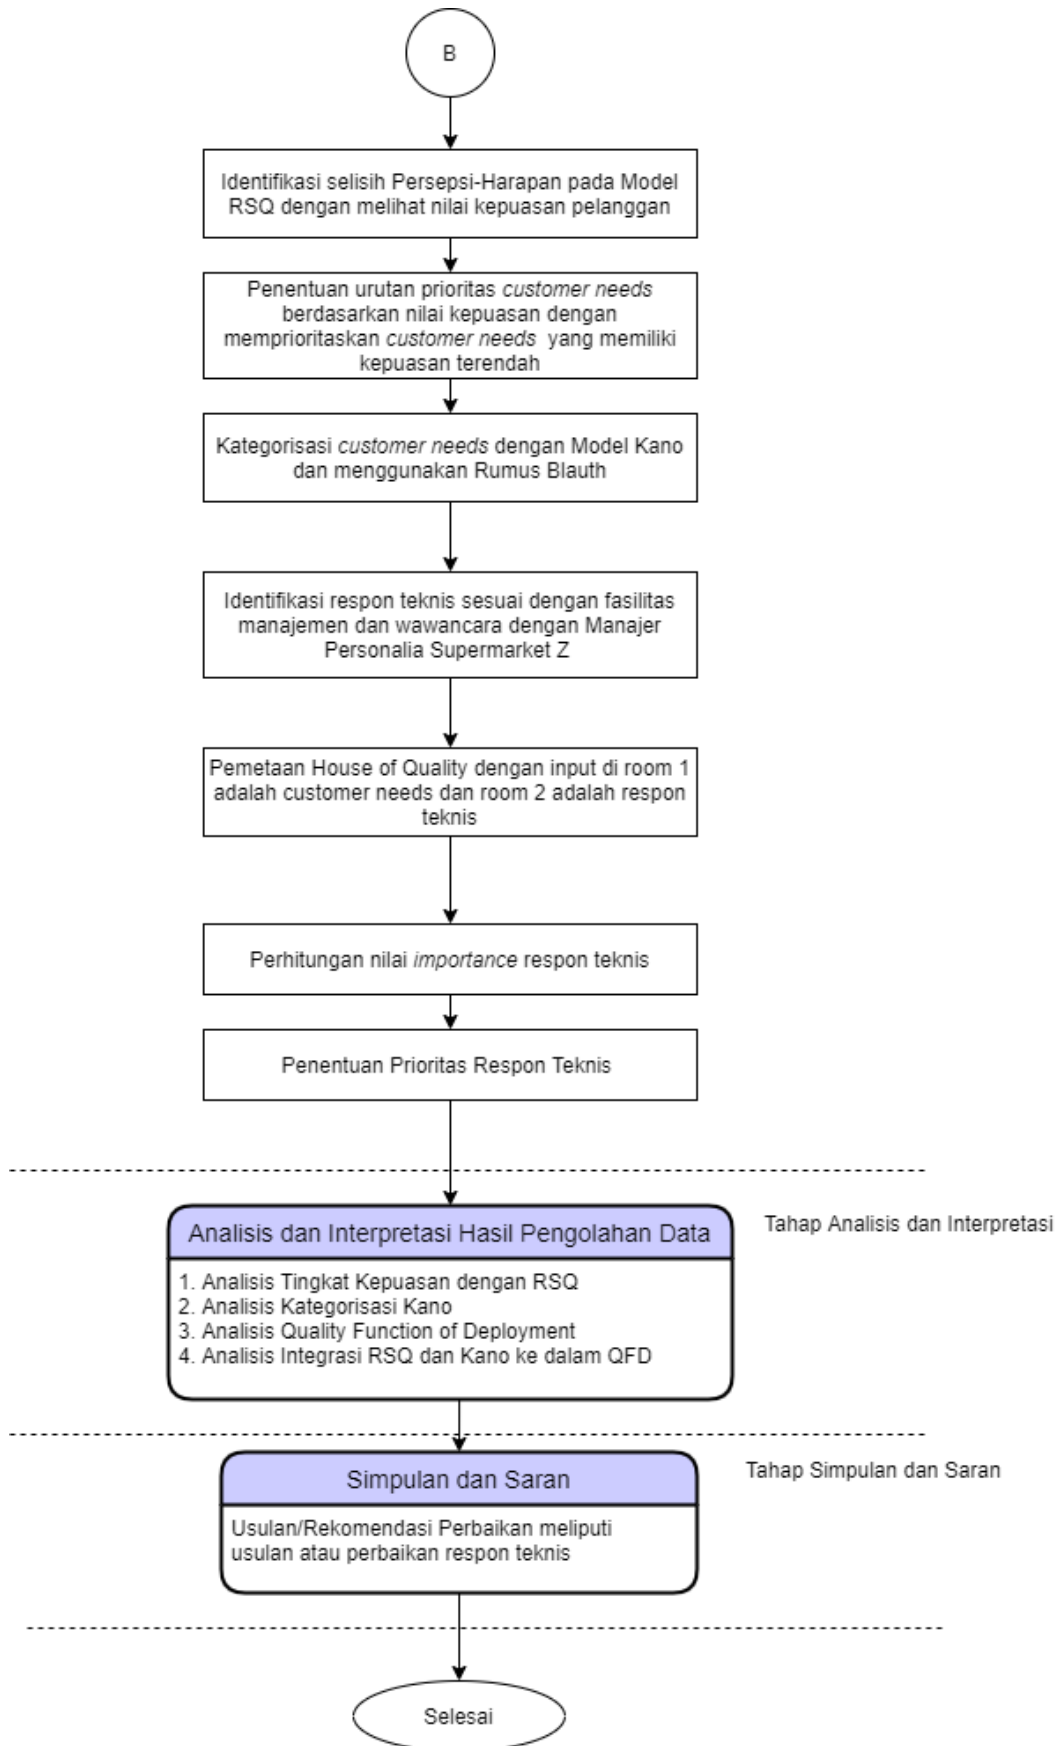 B
Identifikasi selisih Persepsi-Harapan pada Model
RSQ dengan melihat nilai kepuasan pelanggan
Penentuan urutan prioritas customer needs
berdasarkan nilai kepuasan dengan
memprioritaskan customer needs yang memiliki
kepuasan terendah
Kategorisasi customer needs dengan Model Kano
dan menggunakan Rumus Blauth
Identifikasi respon teknis sesuai dengan fasilitas
manajemen dan wawancara dengan Manajer
Personalia Supermarket Z
Pemetaan House of Quality dengan input di room 1
adalah customer needs dan room 2 adalah respon
teknis
Perhitungan nilai importance respon teknis
Penentuan Prioritas Respon Teknis
Analisis dan Interpretasi Hasil Pengolahan Data
Tahap Analisis dan Interpretasi
1. Analisis Tingkat Kepuasan dengan RSQ
2. Analisis Kategorisasi Kano
3. Analisis Quality Function of Deployment
4. Analisis Integrasi RSQ dan Kano ke dalam QFD
Simpulan dan Saran
Tahap Simpulan dan Saran
Usulan/Rekomendasi Perbaikan meliputi
usulan atau perbaikan respon teknis
Selesai